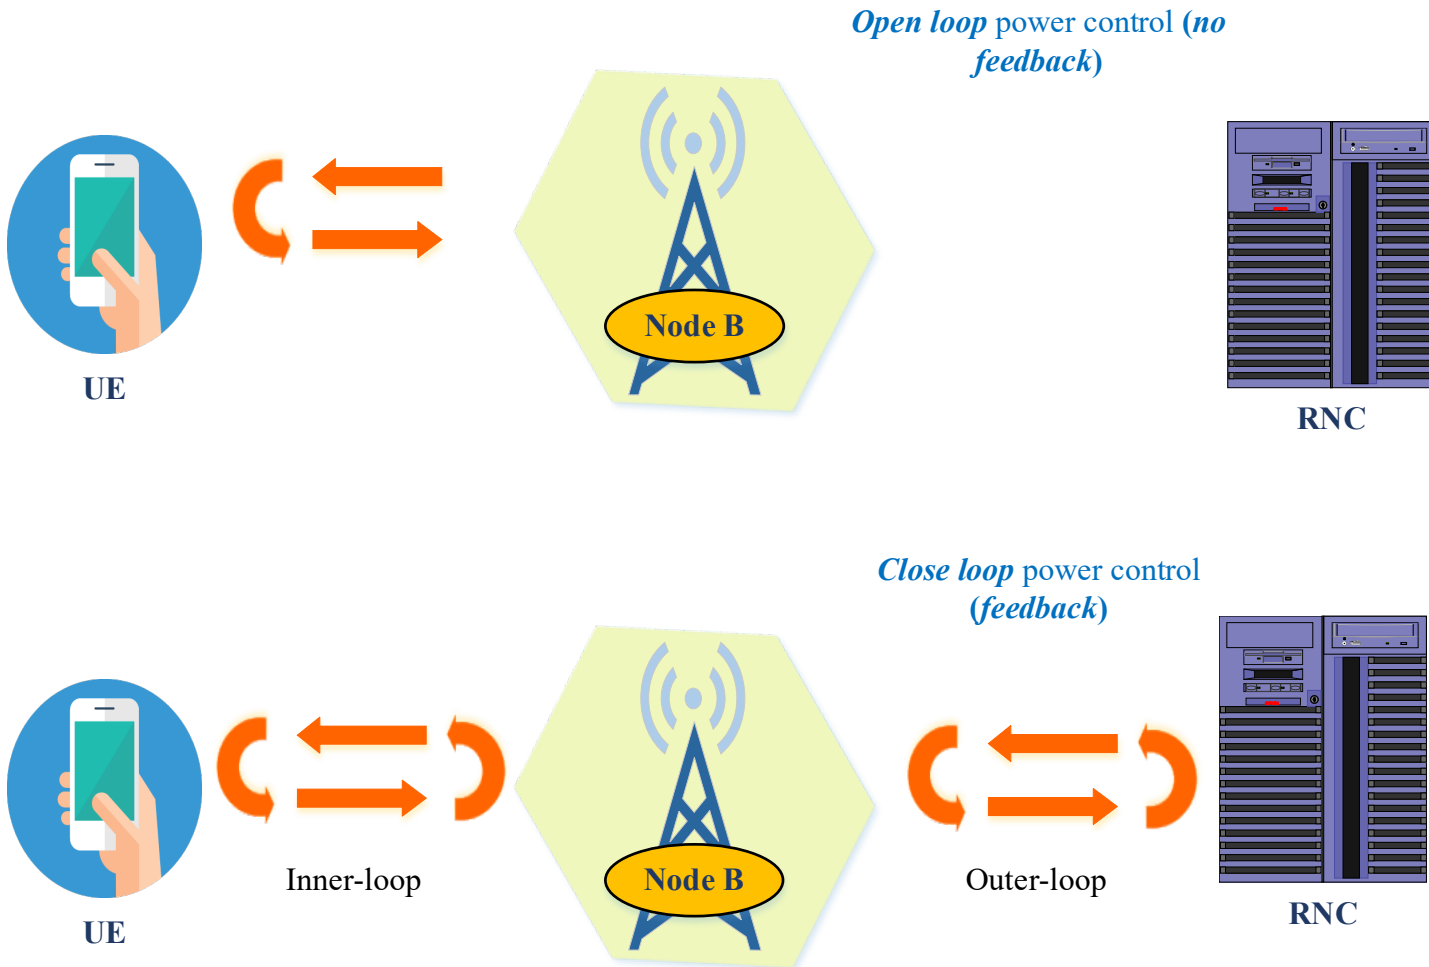 Open loop power control (no
feedback)
Node B
UE
RNC
Close loop power control
(feedback)
Inner-loop
Node B
Outer-loop
UE
RNC